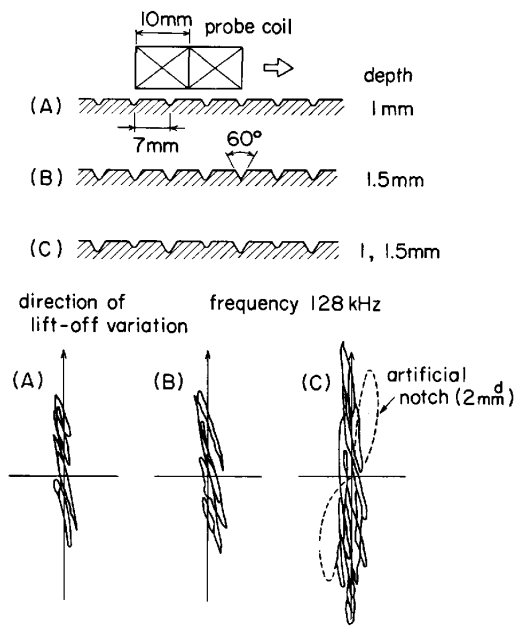 10mm probe coil
depth
(A) 1mm
7mm 60°
(B) 1.5mm
(C) 1, 1.5mm
direction of frequency 128 kHz
lift-off variation
(A) (B) (C) artificial
notch (2mmd)